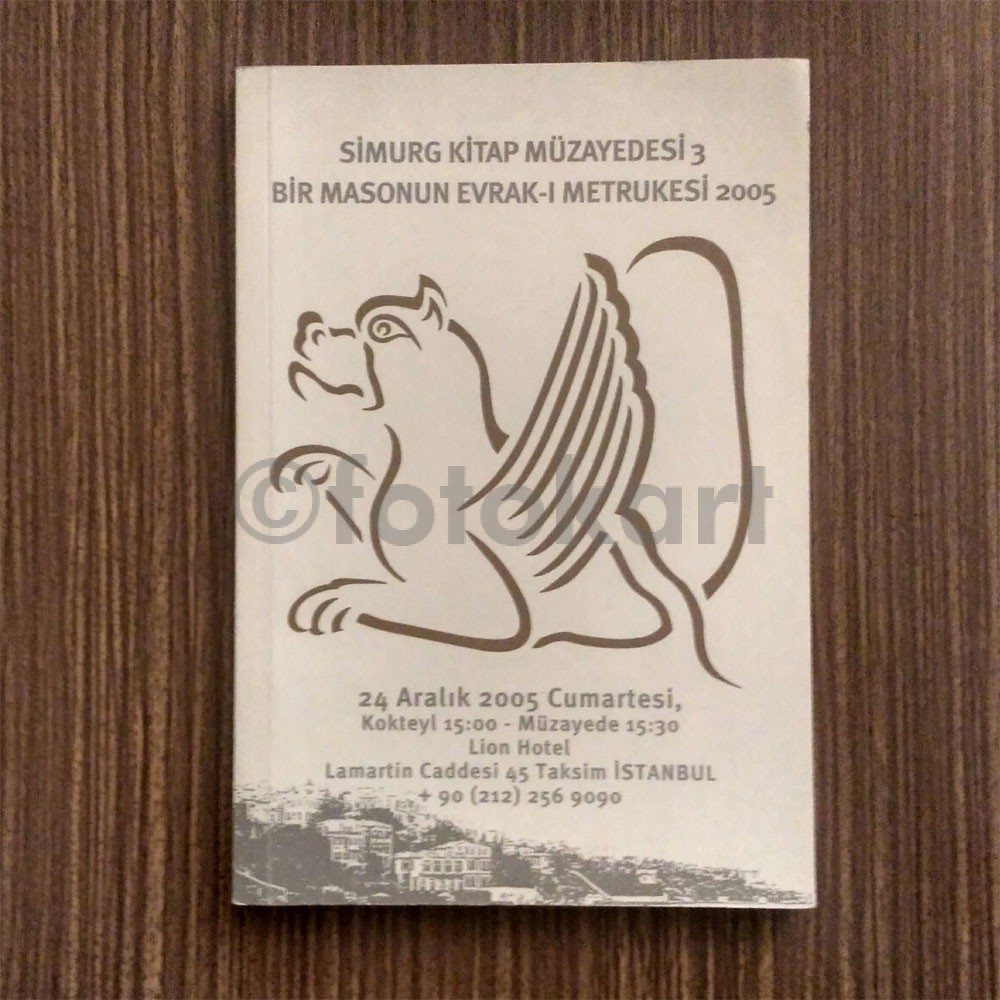 SİMURG KİTAP MÜZAYEDESİ 3
BİR MASONUN EVRAK-I METRUKESİ 2005
©fotokart
24 Aralık 2005 Cumartesi,
Kokteyl 15:00 - Müzayede 15:30
Lion Hotel
Lamartin Caddesi 45 Taksim İSTANBUL
+ 90 (212) 256 9090